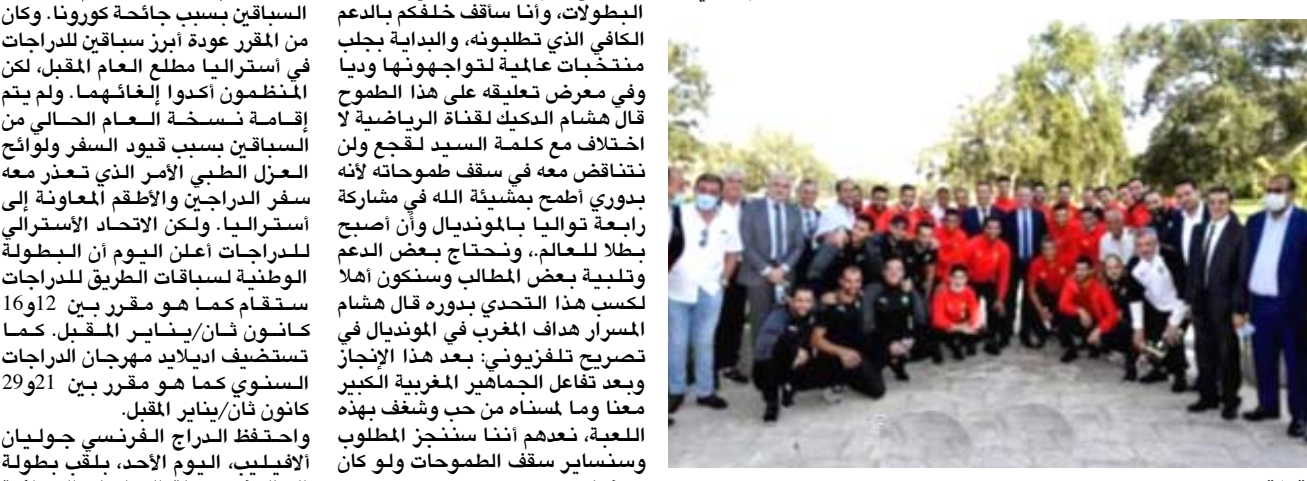 البطولات، وأنا سأقف خلفكم بالدعم
الكافي الذي تطلبونه، والبداية بجلب
منتخبات عالمية لتواجهونها وديا
وفي معرض تعليقه على هذا الطموح
قال هشام الدكيك لقناة الرياضية لا
اختلاف مع كلمة السيد لقجع ولن
نتناقض معه في سقف طموحاته لأنه
بدوري أطمح بمشيئة الله في مشاركة
رابعة تواليا بالمونديال وأن أصبح
بطلا للعالم.، ونحتاج بعض الدعم
وتلبية بعض المطالب وسنكون أهلا
لكسب هذا التحدي بدوره قال هشام
المسرار هداف المغرب في المونديال في
تصريح تلفزيوني: بعد هذا الإنجاز
وبعد تفاعل الجماهير المغربية الكبير
معنا وما لمسناه من حب وشغف بهذه
اللعبة، نعدهم أننا سننجز المطلوب
وسنساير سقف الطموحات ولو كان
السباقين بسبب جائحة كورونا. وكان
من المقرر عودة أبرز سباقين للدراجات
في أستراليا مطلع العام المقبل، لكن
المنظمون أكدوا إلغائهما. ولم يتم
إقامة نسخة العام الحالي من
السباقين بسبب قيود السفر ولوائح
العزل الطبي الأمر الذي تعذر معه
سفر الدراجين والأطقم المعاونة إلى
أستراليا. ولكن الاتحاد الأسترالي
للدراجات أعلن اليوم أن البطولة
الوطنية لسباقات الطريق للدراجات
ستقام كما هو مقرر بين 12و16
كانون ثان/يناير المقبل. كما
تستضيف اديلايد مهرجان الدراجات
السنوي كما هو مقرر بين 21و29
كانون ثان/يناير المقبل.
واحتفظ الدراج الفرنسي جوليان
ألافيليب، اليوم الأحد، بلقب بطولة